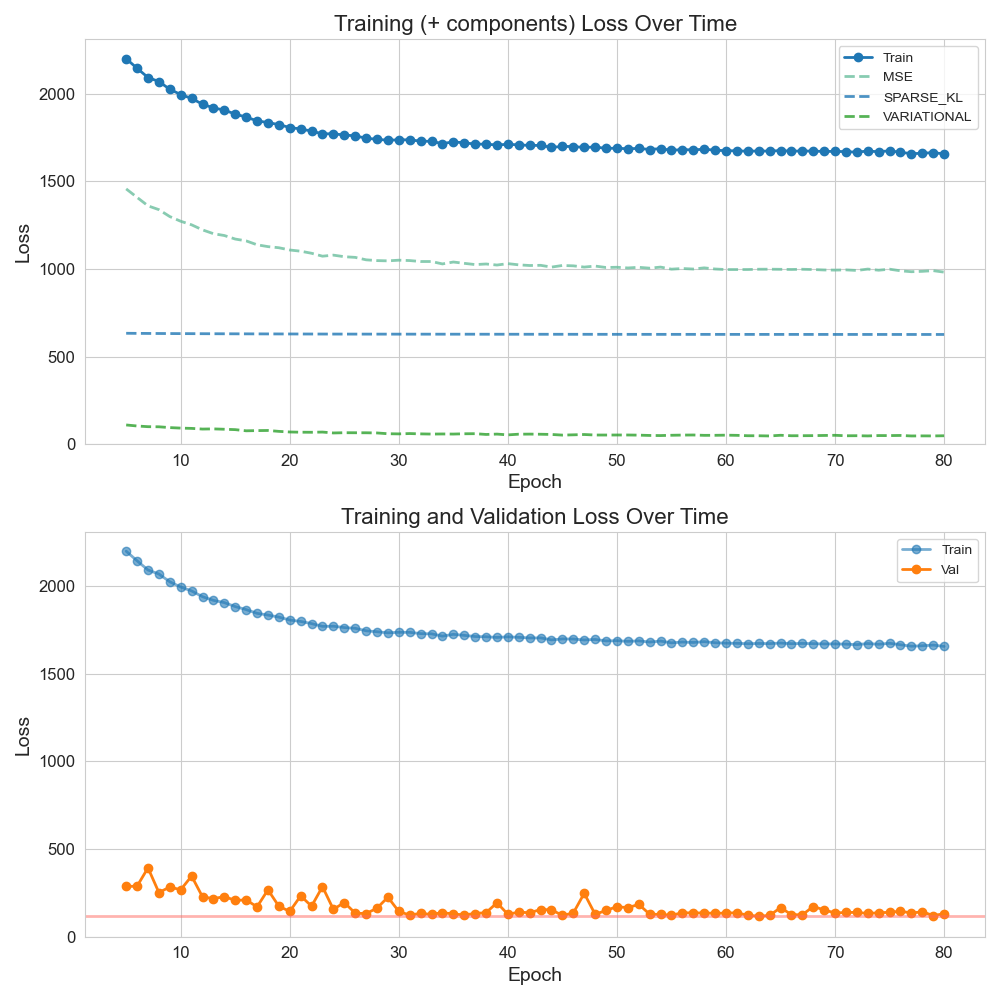 Training (+ components) Loss Over Time
Train
MSE
SPARSE_KL
VARIATIONAL
Loss
2000
1500
1000
500
0
10 20 30 40 50 60 70 80
Epoch
Training and Validation Loss Over Time
Train
Val
Loss
2000
1500
1000
500
0
10 20 30 40 50 60 70 80
Epoch